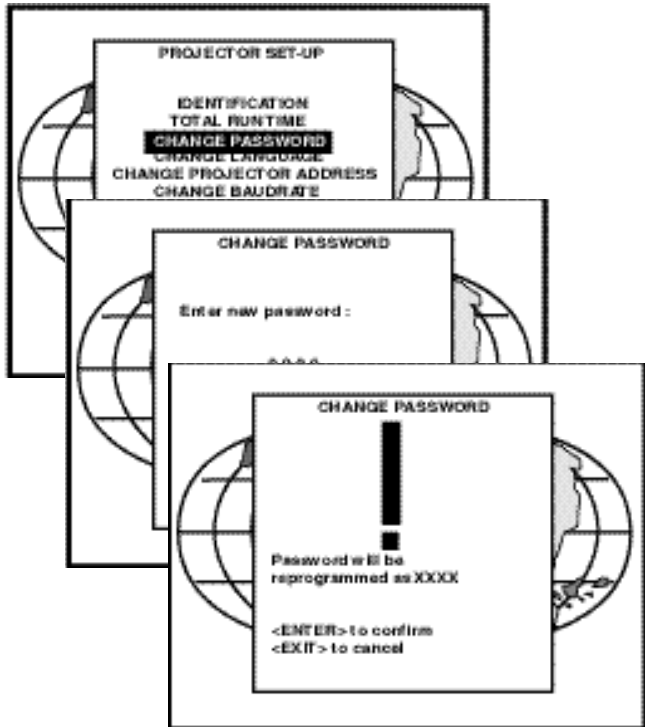 PROJECTOR SET-UP
IDENTIFICATION
TOTAL RUNTIME
CHANGE PASSWORD
CHANGE LANGUAGE
CHANGE PROJECTOR ADDRESS
CHANGE BAUDRATE
CHANGE PASSWORD
Enter new password :
CHANGE PASSWORD
!
Password will be
reprogrammed as XXXX
<ENTER> to confirm
<EXIT> to cancel